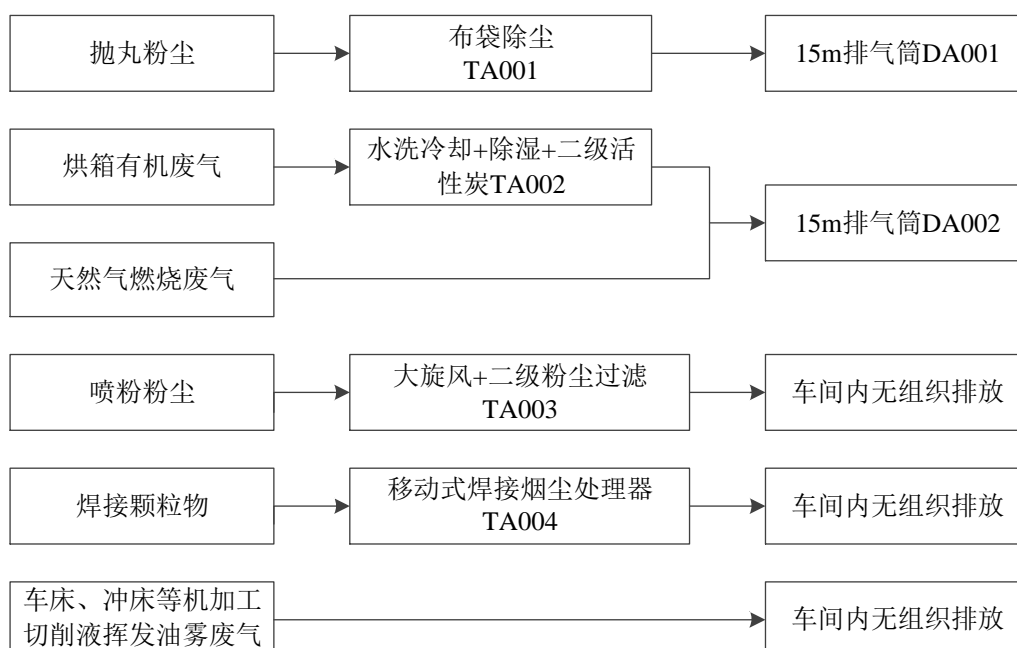 抛丸粉尘
布袋除尘
TA001
15m排气筒DA001
烘箱有机废气
水洗冷却+除湿+二级活
性炭TA002
15m排气筒DA002
天然气燃烧废气
喷粉粉尘
大旋风+二级粉尘过滤
TA003
车间内无组织排放
焊接颗粒物
移动式焊接烟尘处理器
TA004
车间内无组织排放
车床、冲床等机加工
切削液挥发油雾废气
车间内无组织排放